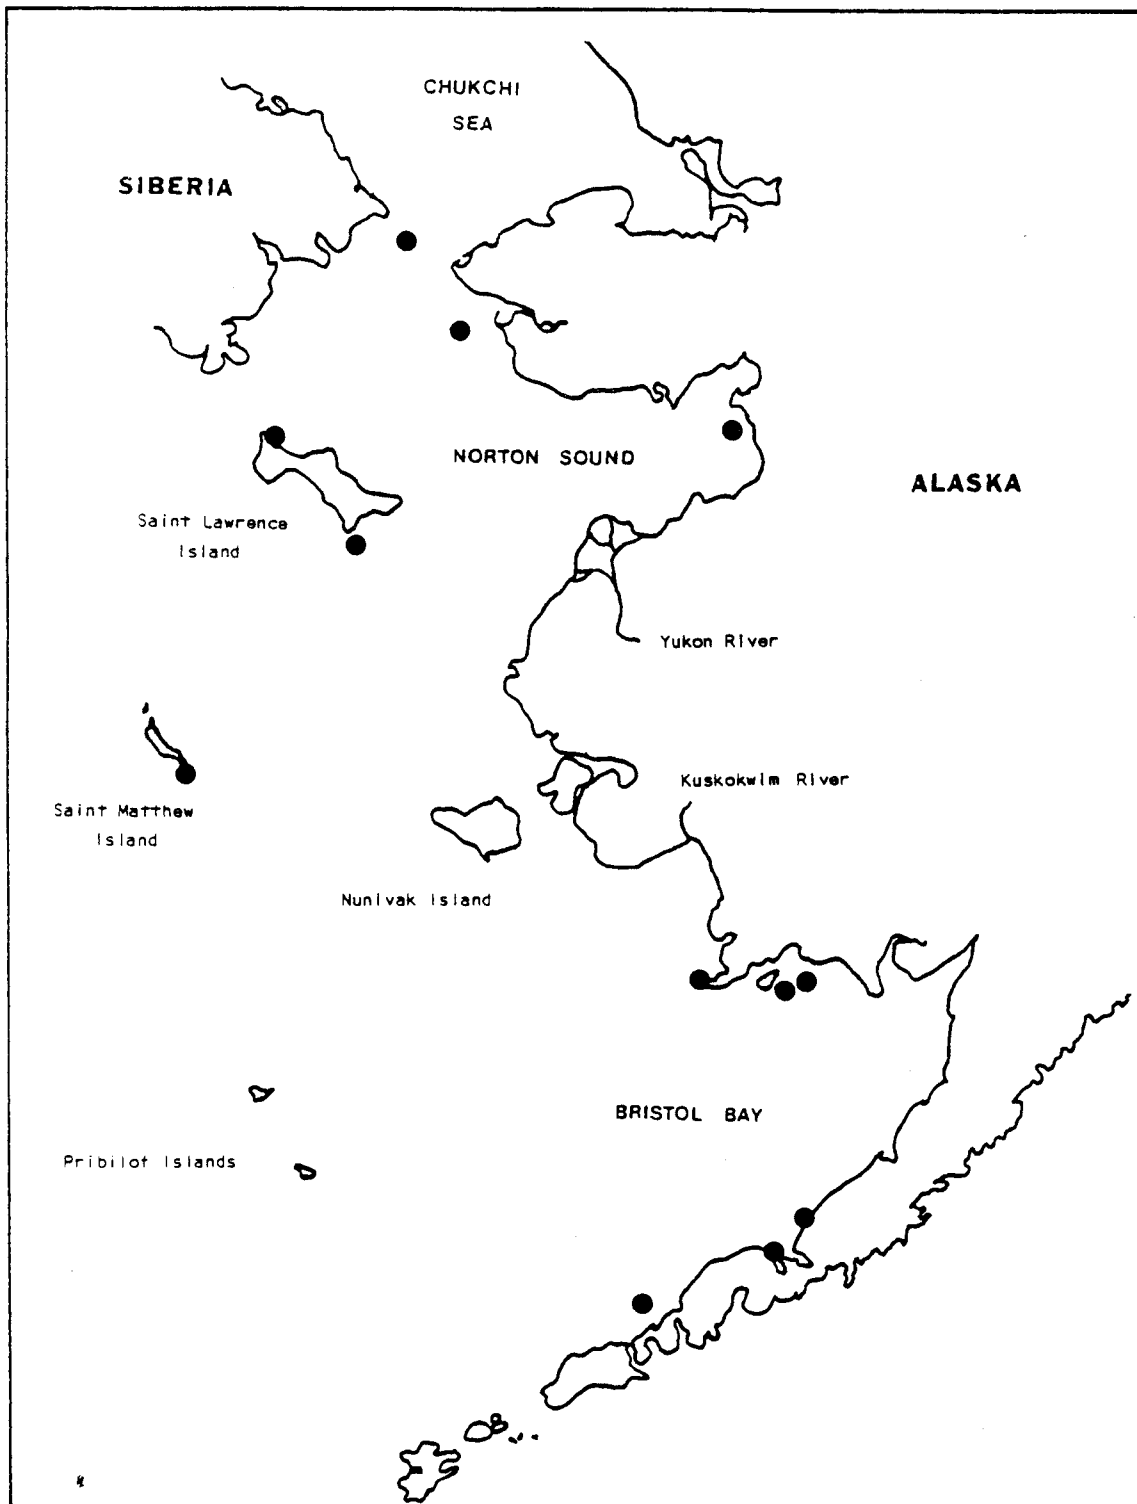 CHUKCHI
SEA
SIBERIA
NORTON SOUND
ALASKA
Saint Lawrence
Island
Yukon River
Kuskokwim River
Saint Matthew
Island
Nunivak Island
BRISTOL BAY
Pribilof Islands